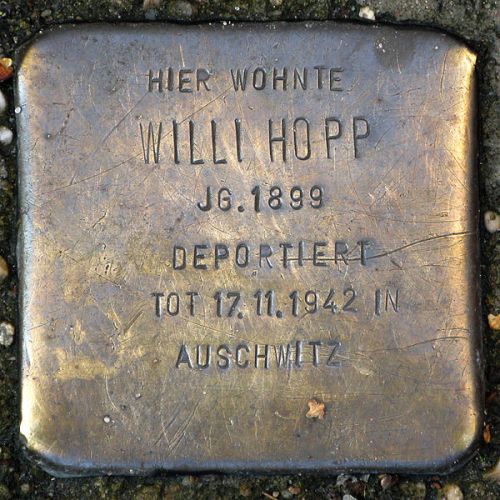 HIER WOHNTE
WILLI HOPP
JG. 1899
DEPORTIERT
TOT 17.11.1942 IN
AUSCHWITZ